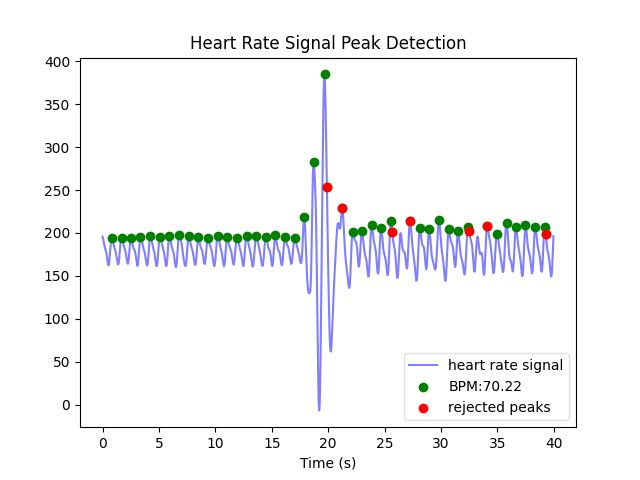 Heart Rate Signal Peak Detection
400
350
300
250
200
150
100
50
0
0 5 10 15 20 25 30 35 40
Time (s)
heart rate signal
BPM:70.22
rejected peaks